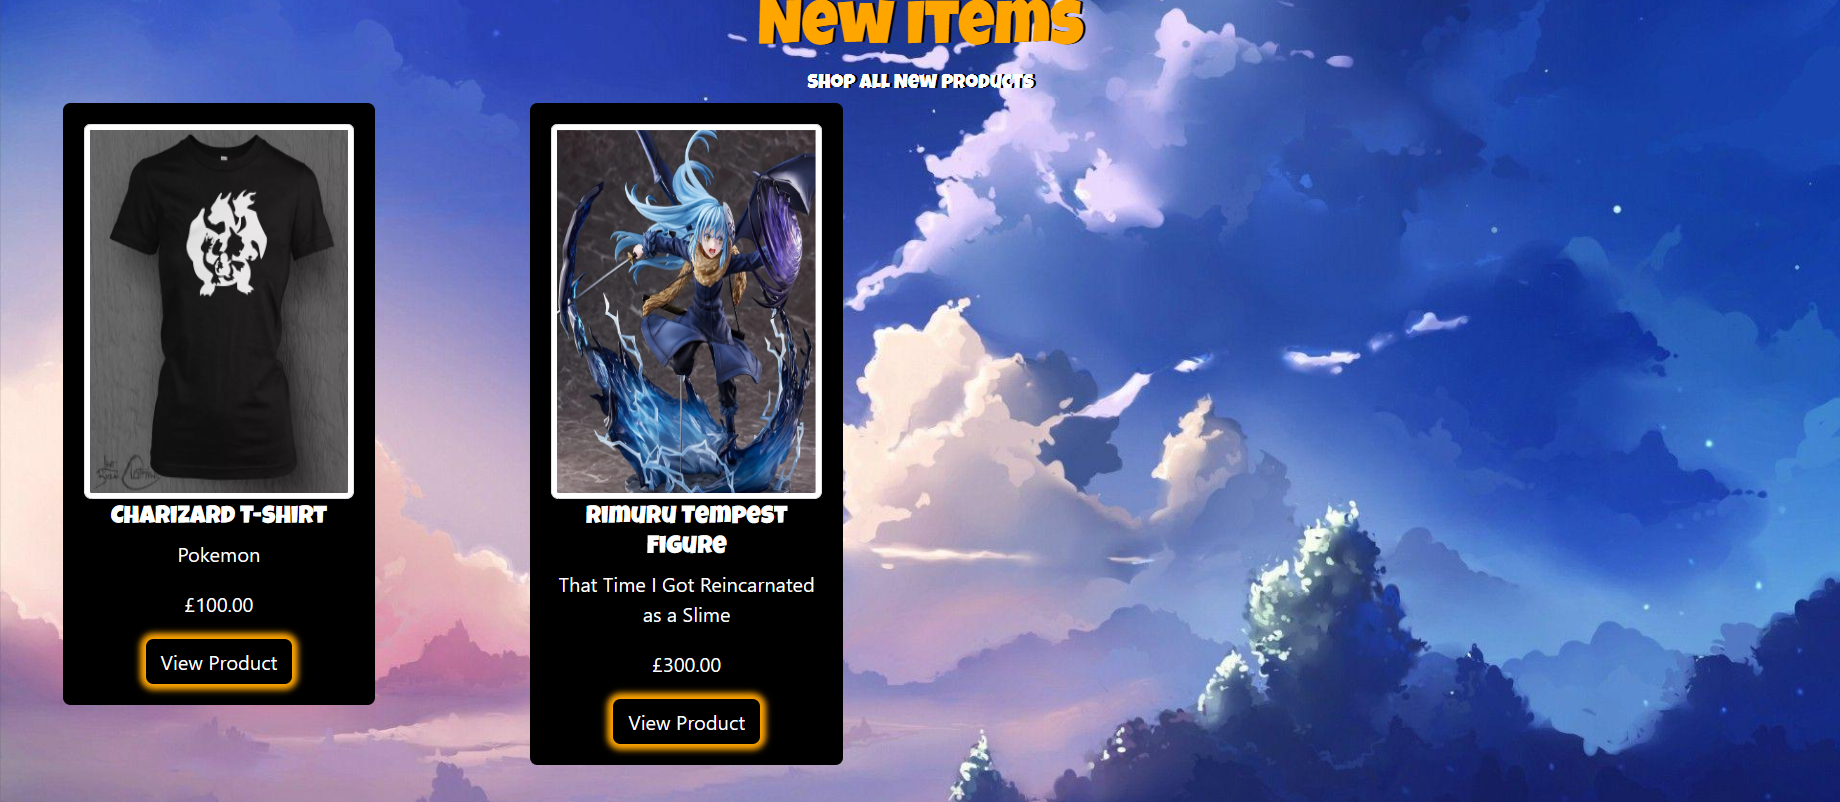 New Items
SHOP ALL NEW PRODUCTS
CHARIZARD T-SHIRT
Pokemon
£100.00
View Product
Rimuru Tempest
Figure
That Time I Got Reincarnated
as a Slime
£300.00
View Product